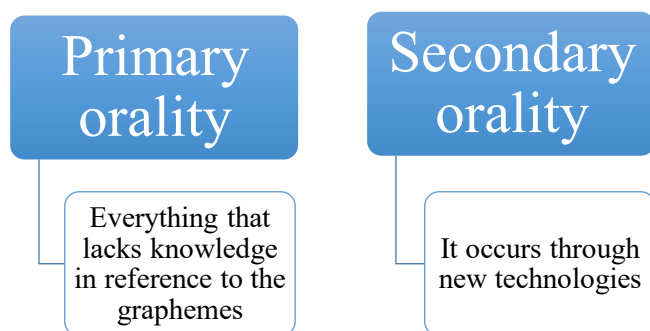 Primary
orality
Everything that
lacks knowledge
in reference to the
graphemes
Secondary
orality
It occurs through
new technologies